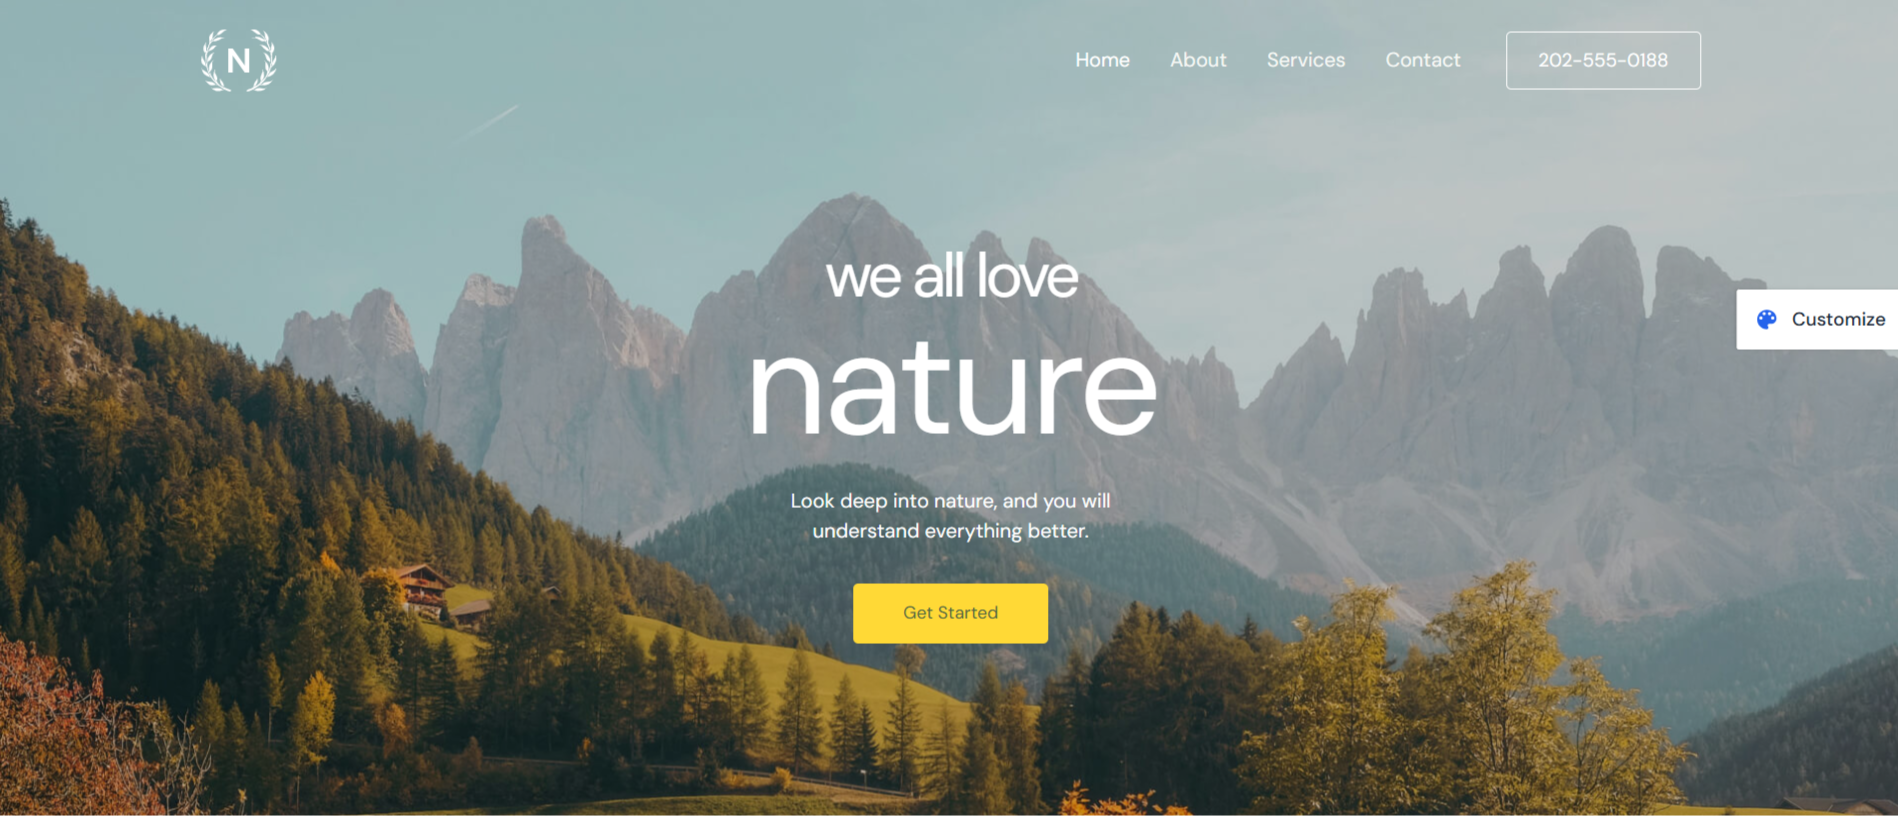 N
Home
About
Services
Contact
202-555-0188
we all love
nature
Customize
Look deep into nature, and you will
understand everything better.
Get Started